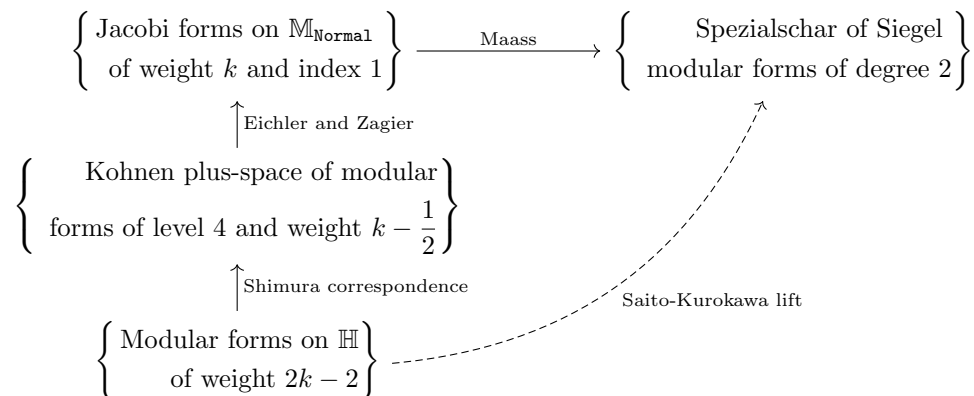 Jacobi forms on 𝕄_Normal
of weight k and index 1
Maass
Spezialschar of Siegel
modular forms of degree 2
Eichler and Zagier
Kohnen plus-space of modular
forms of level 4 and weight k − 1/2
Shimura correspondence
Saito-Kurokawa lift
Modular forms on ℍ
of weight 2k − 2